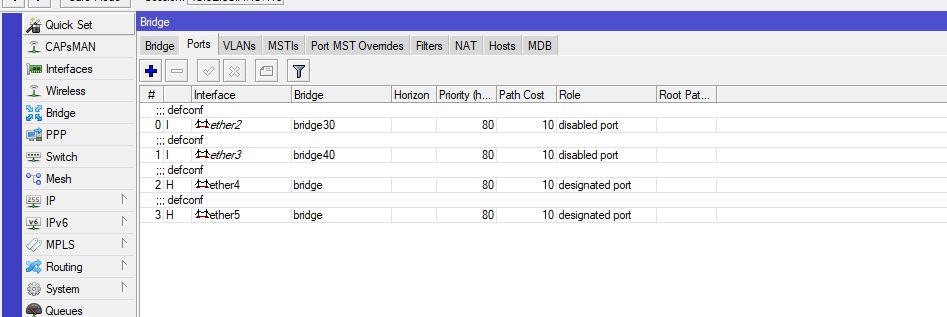 Quick Set
CAPsMAN
Interfaces
Wireless
Bridge
PPP
Switch
Mesh
IP
IPv6
MPLS
Routing
System
Queues
Bridge
Bridge Ports VLANs MSTIs Port MST Overrides Filters NAT Hosts MDB
# Interface Bridge Horizon Priority (h... Path Cost Role Root Pat...
;;; defconf
0 I ether2 bridge30 80 10 disabled port
;;; defconf
1 I ether3 bridge40 80 10 disabled port
;;; defconf
2 H ether4 bridge 80 10 designated port
;;; defconf
3 H ether5 bridge 80 10 designated port